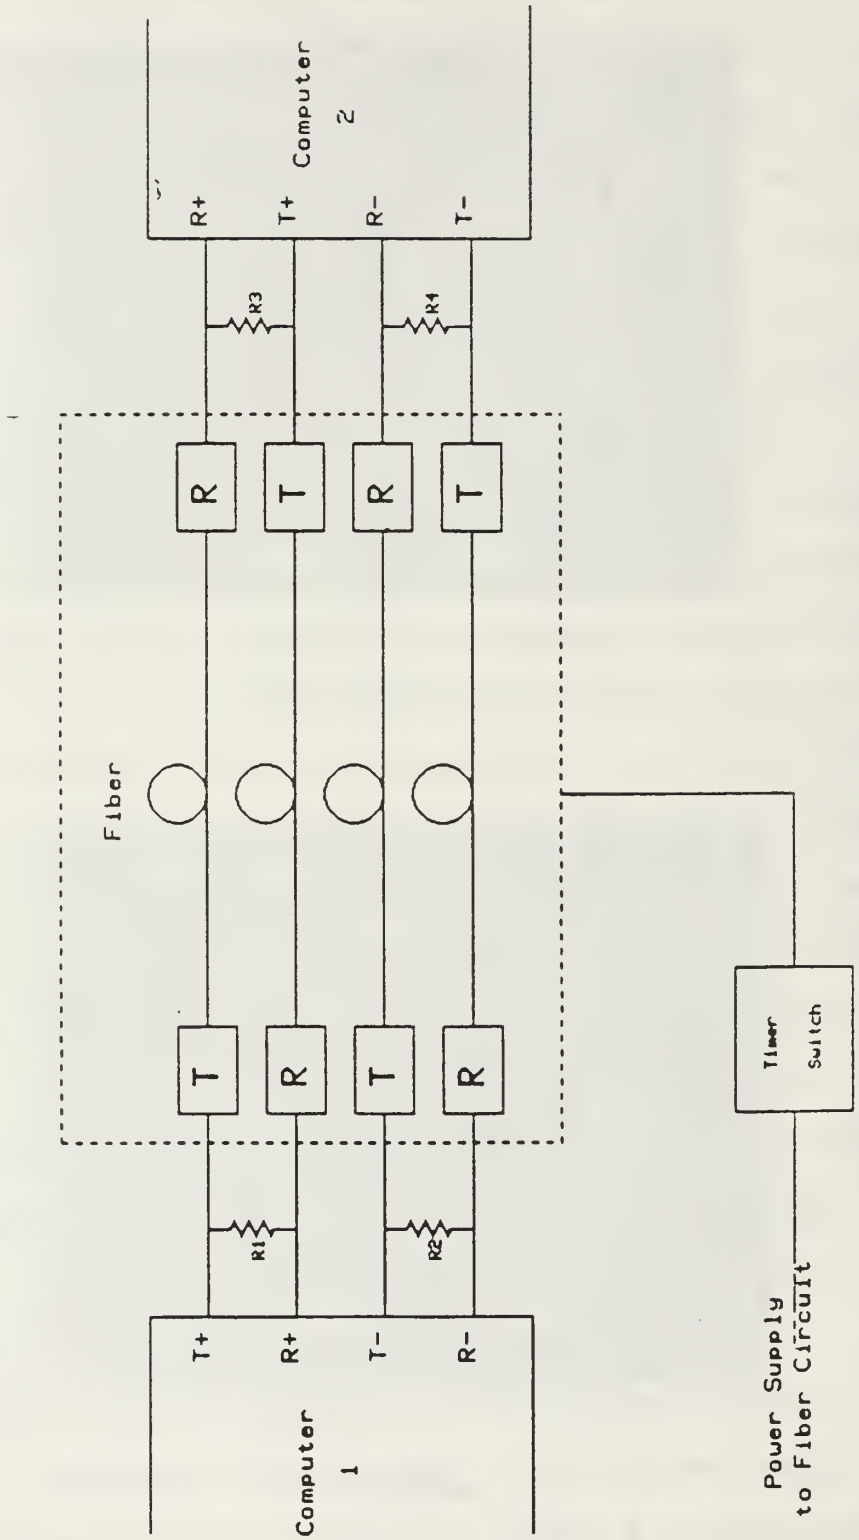 Fiber
Computer
1
T+
R+
T-
R-
R1
R2
T
R
T
R
R
T
R
T
R3
R4
R+
T+
R-
T-
Computer
2
Power Supply
to Fiber Circuit
Timer
Switch